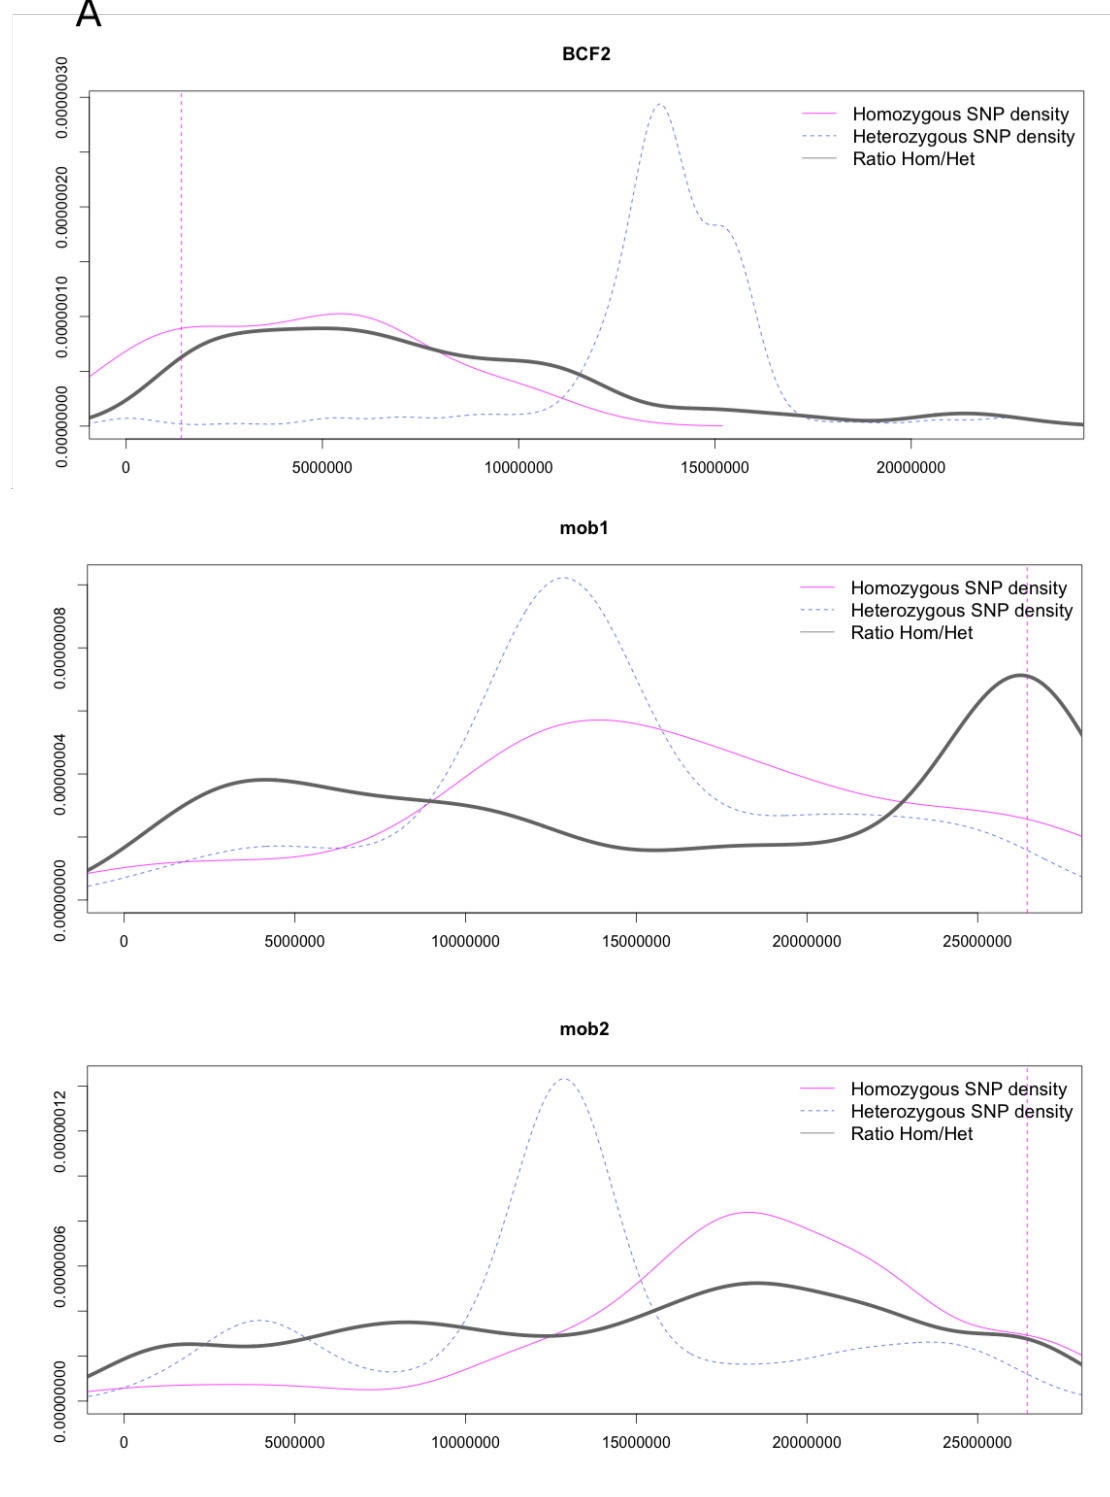 A
BCF2
0.00000030
0.00000020
0.00000010
0.00000000
Homozygous SNP density
Heterozygous SNP density
Ratio Hom/Het
0 5000000 10000000 15000000 20000000
mob1
0.00000008
0.00000004
0.00000000
Homozygous SNP density
Heterozygous SNP density
Ratio Hom/Het
0 5000000 10000000 15000000 20000000 25000000
mob2
0.00000012
0.00000006
0.00000000
Homozygous SNP density
Heterozygous SNP density
Ratio Hom/Het
0 5000000 10000000 15000000 20000000 25000000